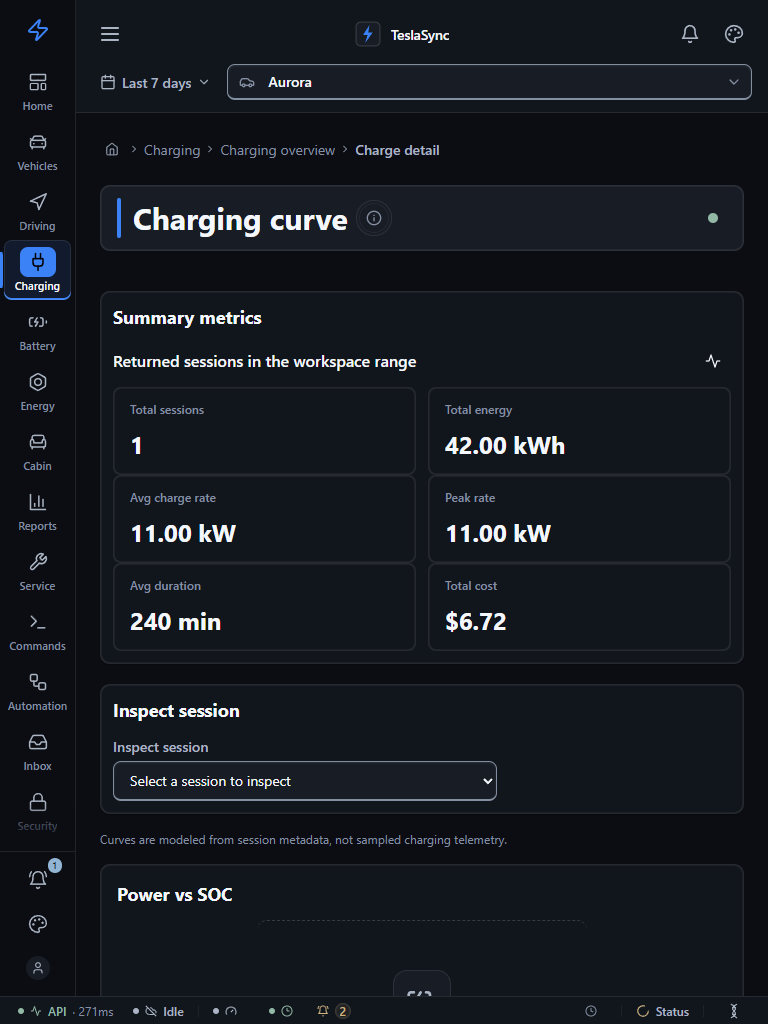 TeslaSync
Last 7 days
Aurora
Home
Vehicles
Driving
Charging
Battery
Energy
Cabin
Reports
Service
Commands
Automation
Inbox
Security
1
Charging
Charging overview
Charge detail
Charging curve
Summary metrics
Returned sessions in the workspace range
Total sessions
1
Total energy
42.00 kWh
Avg charge rate
11.00 kW
Peak rate
11.00 kW
Avg duration
240 min
Total cost
$6.72
Inspect session
Inspect session
Select a session to inspect
Curves are modeled from session metadata, not sampled charging telemetry.
Power vs SOC
API · 271ms
Idle
2
Status